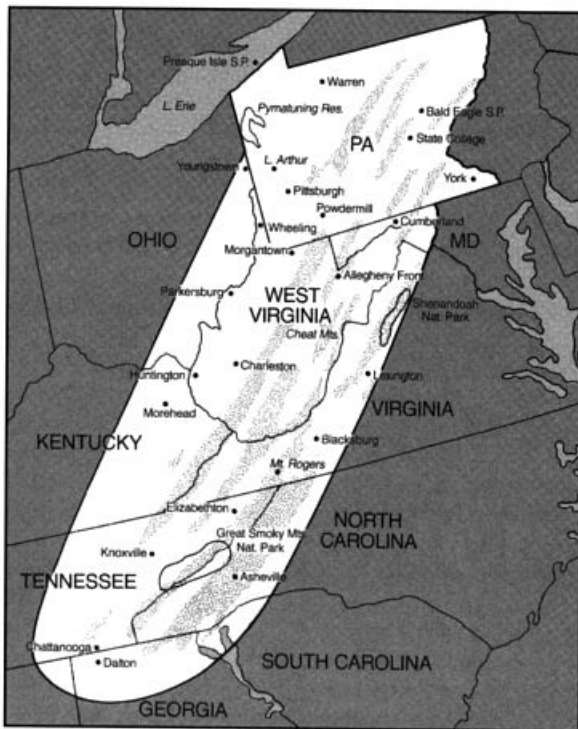 Presque Isle S.P.
Warren
L. Erie
Pymatuning Res.
Bald Eagle S.P.
PA
State College
Youngstown
L. Arthur
Pittsburgh
York
Powdermill
Cumberland
Wheeling
OHIO
MD
Morgantown
Allegheny Front
WEST
VIRGINIA
Parkersburg
Shenandoah
Nat. Park
Cheat Mts.
Charleston
Huntington
Lexington
Morehead
VIRGINIA
KENTUCKY
Blacksburg
Mt. Rogers
Elizabethton
NORTH
CAROLINA
Great Smoky Mts.
Nat. Park
Knoxville
TENNESSEE
Asheville
Chattanooga
Dalton
SOUTH CAROLINA
GEORGIA